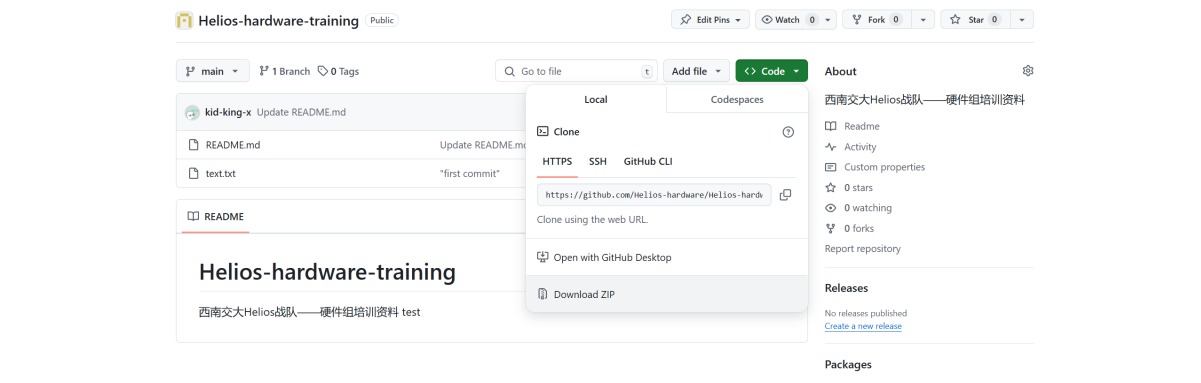 Helios-hardware-training Public
Edit Pins Watch 0 Fork 0 Star 0
main 1 Branch 0 Tags Go to file t Add file Code
kid-king-x Update README.md
README.md Update README.md
text.txt "first commit"
README
Helios-hardware-training
西南交大Helios战队——硬件组培训资料 test
Local Codespaces
Clone
HTTPS SSH GitHub CLI
https://github.com/Helios-hardware/Helios-hardw
Clone using the web URL.
Open with GitHub Desktop
Download ZIP
About
西南交大Helios战队——硬件组培训资料
Readme
Activity
Custom properties
0 stars
0 watching
0 forks
Report repository
Releases
No releases published
Create a new release
Packages